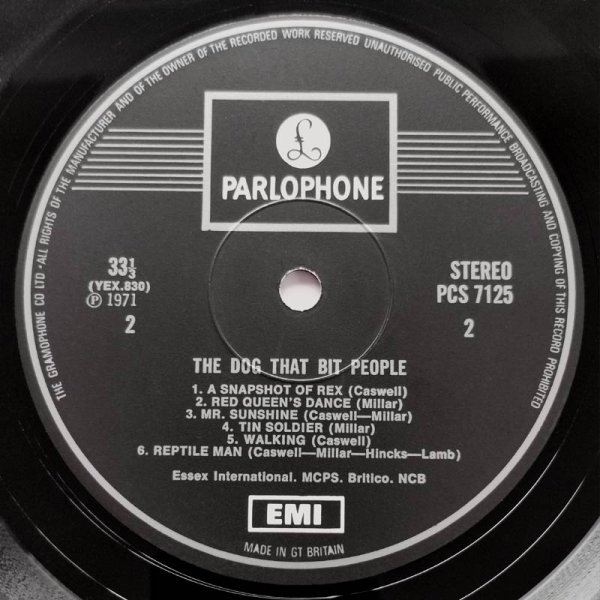 THE GRAMOPHONE CO LTD · ALL RIGHTS OF THE MANUFACTURER AND OF THE OWNER OF THE RECORDED WORK RESERVED UNAUTHORISED PUBLIC PERFORMANCE BROADCASTING AND COPYING OF THIS RECORD PROHIBITED
£
PARLOPHONE
33⅓
(YEX.830)
Ⓟ 1971
2
STEREO
PCS 7125
2
THE DOG THAT BIT PEOPLE
1. A SNAPSHOT OF REX (Caswell)
2. RED QUEEN'S DANCE (Millar)
3. MR. SUNSHINE (Caswell—Millar)
4. TIN SOLDIER (Millar)
5. WALKING (Caswell)
6. REPTILE MAN (Caswell—Millar—Hincks—Lamb)
Essex International. MCPS. Britico. NCB
EMI
MADE IN GT BRITAIN